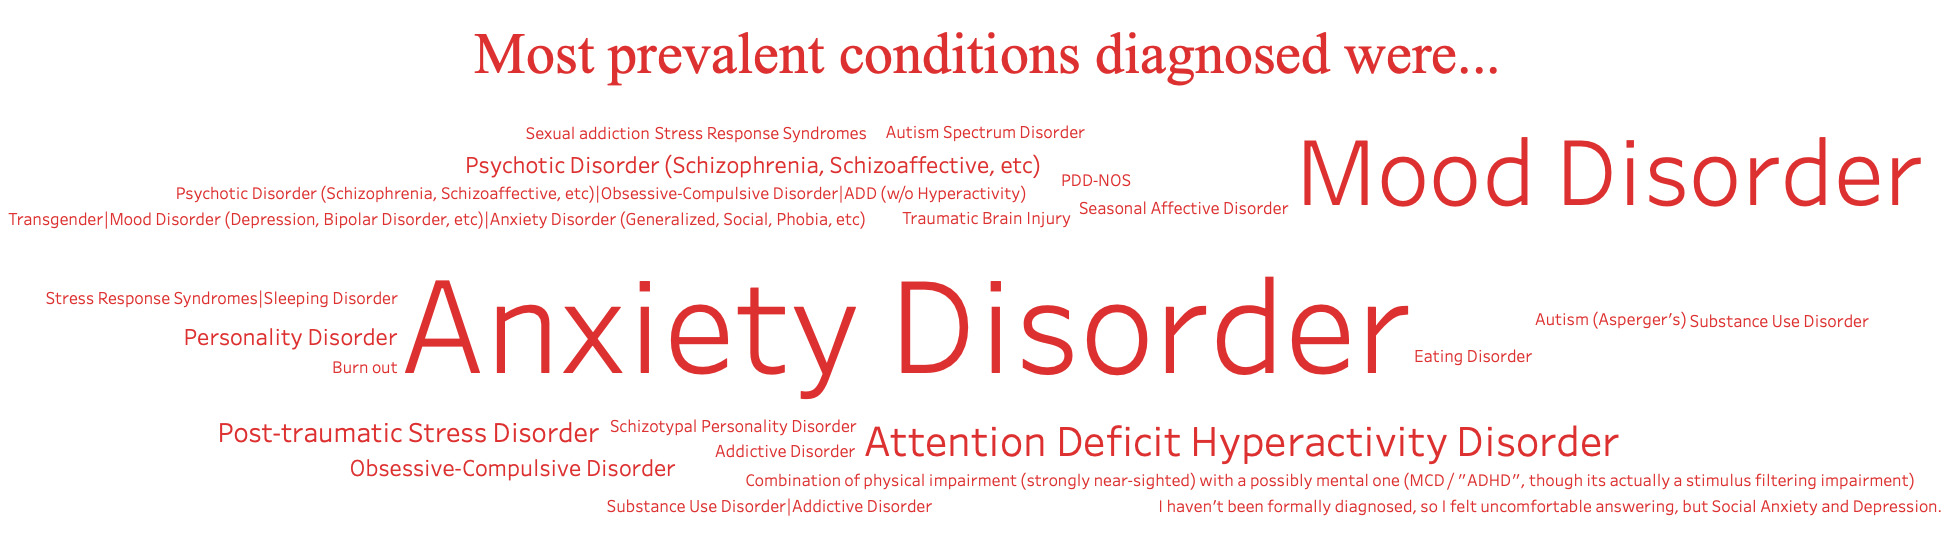 Most prevalent conditions diagnosed were...
Sexual addiction Stress Response Syndromes Autism Spectrum Disorder
Mood Disorder
Psychotic Disorder (Schizophrenia, Schizoaffective, etc)
PDD-NOS
Psychotic Disorder (Schizophrenia, Schizoaffective, etc)|Obsessive-Compulsive Disorder|ADD (w/o Hyperactivity)
Seasonal Affective Disorder
Transgender|Mood Disorder (Depression, Bipolar Disorder, etc)|Anxiety Disorder (Generalized, Social, Phobia, etc)
Traumatic Brain Injury
Stress Response Syndromes|Sleeping Disorder
Anxiety Disorder
Autism (Asperger's) Substance Use Disorder
Personality Disorder
Eating Disorder
Burn out
Post-traumatic Stress Disorder
Schizotypal Personality Disorder
Attention Deficit Hyperactivity Disorder
Addictive Disorder
Obsessive-Compulsive Disorder
Combination of physical impairment (strongly near-sighted) with a possibly mental one (MCD / "ADHD", though its actually a stimulus filtering impairment)
Substance Use Disorder|Addictive Disorder
I haven't been formally diagnosed, so I felt uncomfortable answering, but Social Anxiety and Depression.